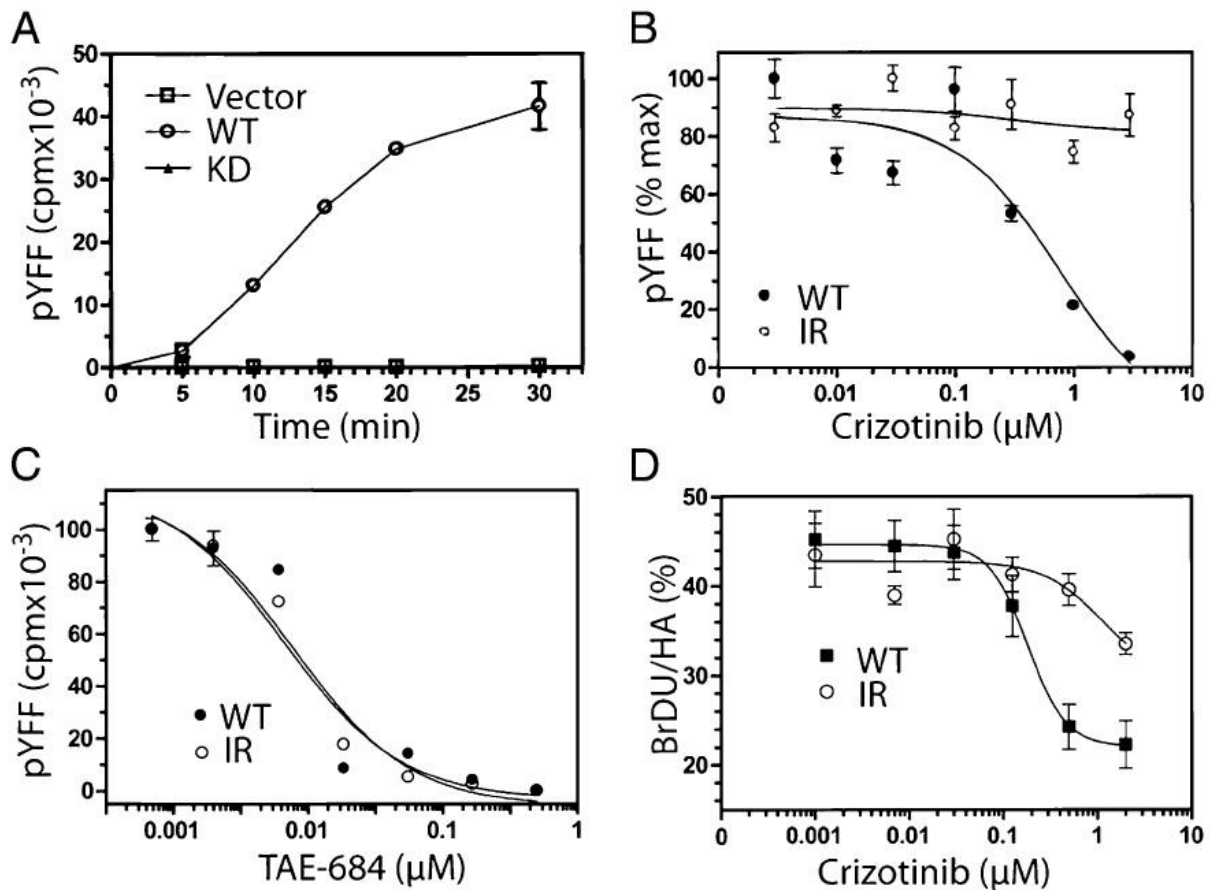 A
pYFF (cpmx10-3)
50
40
30
20
10
0
Vector
WT
KD
0 5 10 15 20 25 30
Time (min)
B
pYFF (% max)
100
80
60
40
20
0
WT
IR
0 0.01 0.1 1 10
Crizotinib (μM)
C
pYFF (cpmx10-3)
100
80
60
40
20
0
WT
IR
0.001 0.01 0.1 1
TAE-684 (μM)
D
BrDU/HA (%)
50
40
30
20
WT
IR
0 0.001 0.01 0.1 1 10
Crizotinib (μM)